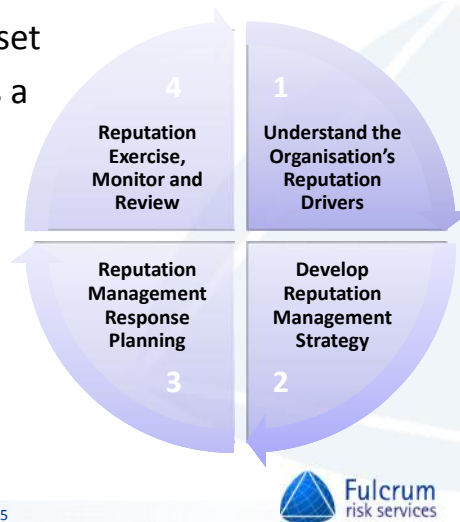 set
a
4
Reputation
Exercise,
Monitor and
Review
1
Understand the
Organisation’s
Reputation
Drivers
Reputation
Management
Response
Planning
3
Develop
Reputation
Management
Strategy
2
5
Fulcrum
risk services